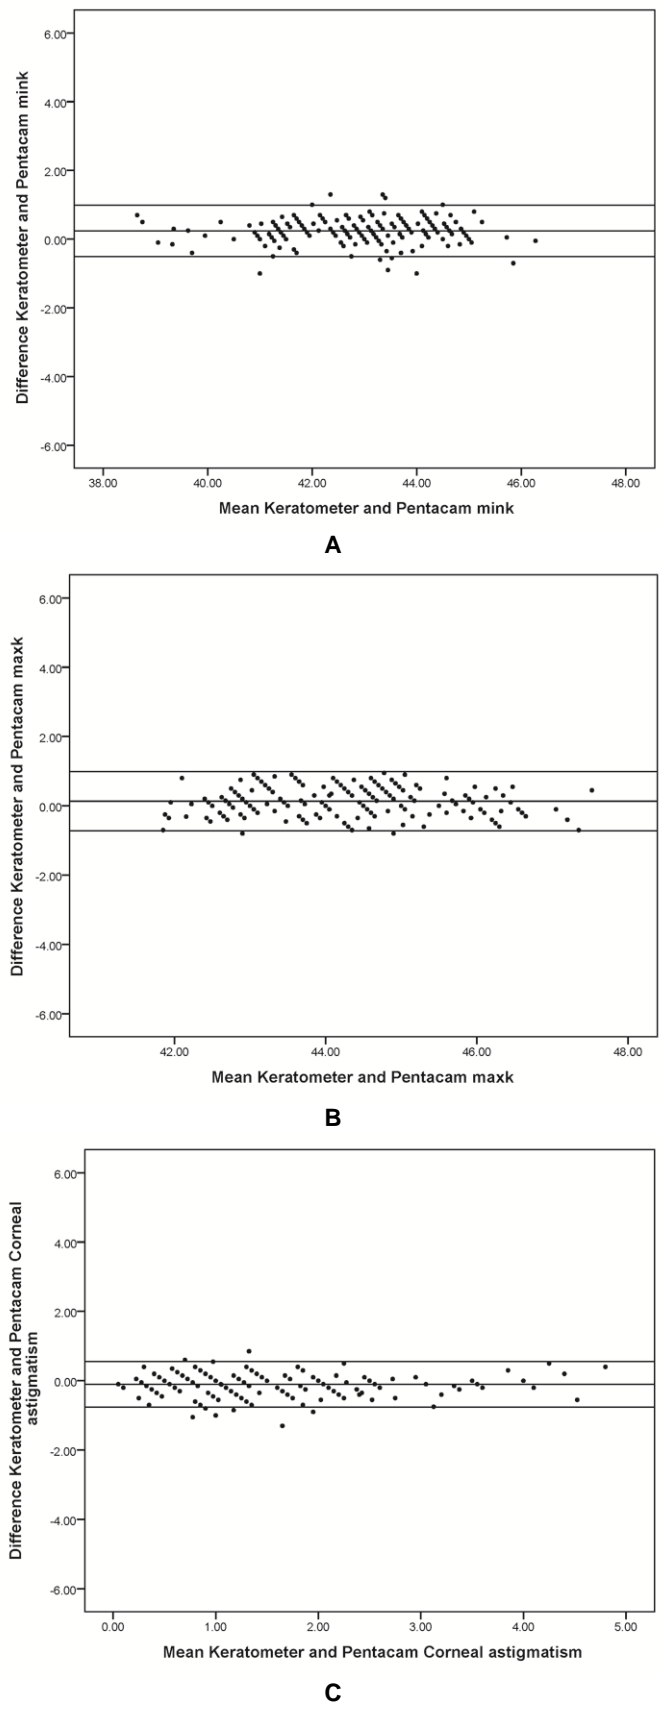 6.00
4.00
2.00
0.00
-2.00
-4.00
-6.00
Difference Keratometer and Pentacam mink
38.00 40.00 42.00 44.00 46.00 48.00
Mean Keratometer and Pentacam mink
A
6.00
4.00
2.00
0.00
-2.00
-4.00
-6.00
Difference Keratometer and Pentacam maxk
42.00 44.00 46.00 48.00
Mean Keratometer and Pentacam maxk
B
6.00
4.00
2.00
0.00
-2.00
-4.00
-6.00
Difference Keratometer and Pentacam Corneal
astigmatism
0.00 1.00 2.00 3.00 4.00 5.00
Mean Keratometer and Pentacam Corneal astigmatism
C